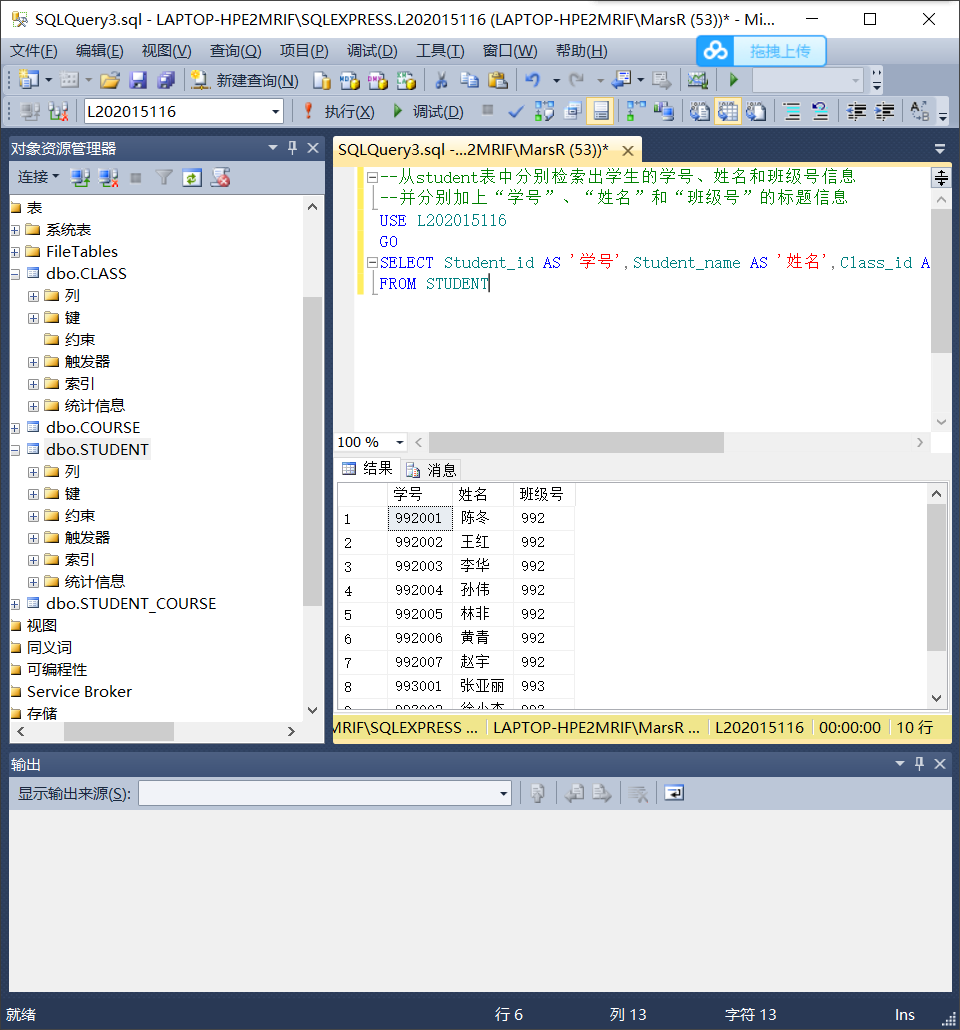 SQLQuery3.sql - LAPTOP-HPE2MRIF\SQLEXPRESS.L202015116 (LAPTOP-HPE2MRIF\MarsR (53))* - Mi...
文件(F) 编辑(E) 视图(V) 查询(Q) 项目(P) 调试(D) 工具(T) 窗口(W) 帮助(H)
拖拽上传
新建查询(N)
L202015116 执行(X) 调试(D)
对象资源管理器
连接
表
系统表
FileTables
dbo.CLASS
列
键
约束
触发器
索引
统计信息
dbo.COURSE
dbo.STUDENT
列
键
约束
触发器
索引
统计信息
dbo.STUDENT_COURSE
视图
同义词
可编程性
Service Broker
存储
SQLQuery3.sql -...2MRIF\MarsR (53))*
--从student表中分别检索出学生的学号、姓名和班级号信息
--并分别加上“学号”、“姓名”和“班级号”的标题信息
USE L202015116
GO
SELECT Student_id AS '学号',Student_name AS '姓名',Class_id A
FROM STUDENT
100 %
结果 消息
学号 姓名 班级号
1 992001 陈冬 992
2 992002 王红 992
3 992003 李华 992
4 992004 孙伟 992
5 992005 林非 992
6 992006 黄青 992
7 992007 赵宇 992
8 993001 张亚丽 993
MRIF\SQLEXPRESS ... LAPTOP-HPE2MRIF\MarsR ... L202015116 00:00:00 10 行
输出
显示输出来源(S):
就绪 行 6 列 13 字符 13 Ins